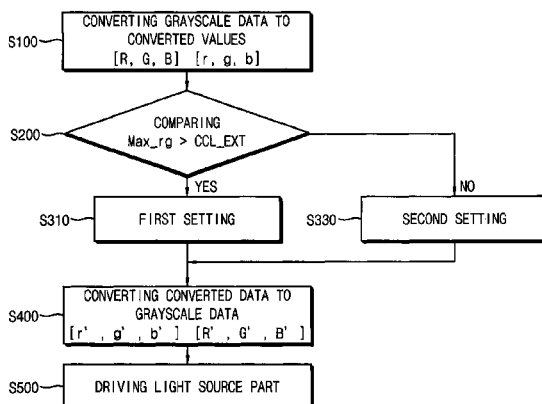 S100
CONVERTING GRAYSCALE DATA TO
CONVERTED VALUES
[R, G, B] [r, g, b]
S200
COMPARING
Max_rg > CCL_EXT
YES
NO
S310
FIRST SETTING
S330
SECOND SETTING
S400
CONVERTING CONVERTED DATA TO
GRAYSCALE DATA
[r' , g' , b' ] [R' , G' , B' ]
S500
DRIVING LIGHT SOURCE PART